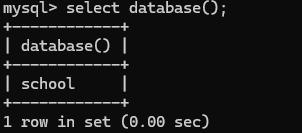 mysql> select database();
+------------+
| database() |
+------------+
| school     |
+------------+
1 row in set (0.00 sec)